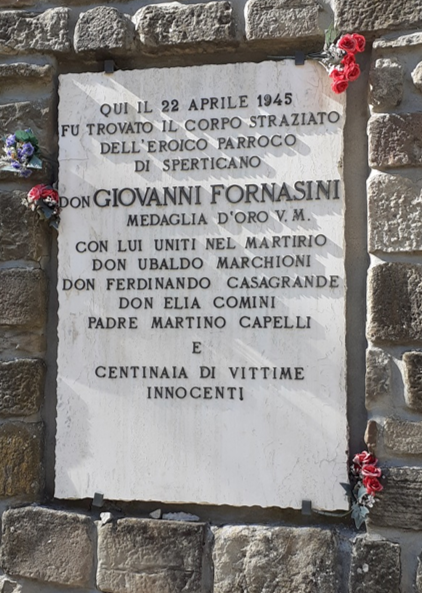 QUI IL 22 APRILE 1945
FU TROVATO IL CORPO STRAZIATO
DELL'EROICO PARROCO
DI SPERTICANO
DON GIOVANNI FORNASINI
MEDAGLIA D'ORO V. M.
CON LUI UNITI NEL MARTIRIO
DON UBALDO MARCHIONI
DON FERDINANDO CASAGRANDE
DON ELIA COMINI
PADRE MARTINO CAPELLI
E
CENTINAIA DI VITTIME
INNOCENTI